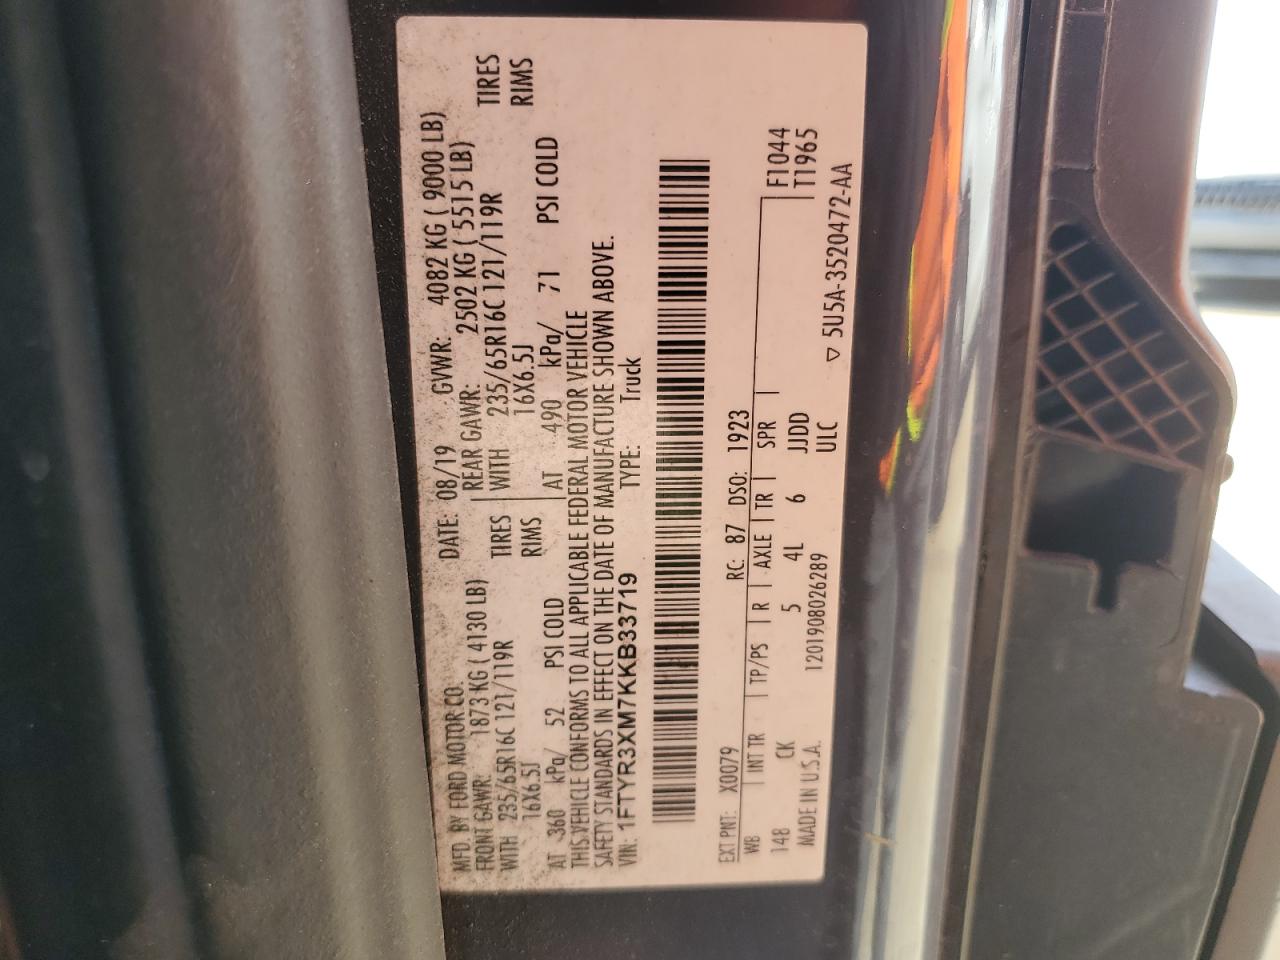 MFD. BY FORD MOTOR CO. DATE: 08/19 GVWR: 4082 KG ( 9000 LB)
FRONT GAWR: 1873 KG ( 4130 LB) REAR GAWR: 2502 KG ( 5515 LB)
WITH 235/65R16C 121/119R TIRES WITH 235/65R16C 121/119R TIRES
16X6.5J RIMS 16X6.5J RIMS
AT 360 kPa/ 52 PSI COLD AT 490 kPa/ 71 PSI COLD
THIS VEHICLE CONFORMS TO ALL APPLICABLE FEDERAL MOTOR VEHICLE
SAFETY STANDARDS IN EFFECT ON THE DATE OF MANUFACTURE SHOWN ABOVE.
VIN: 1FTYR3XM7KKB33719 TYPE: Truck
EXT PNT: X0079 RC: 87 DSO: 1923
WB INT TR TP/PS R AXLE TR SPR F1044
148 CK 5 4L 6 JJDD T1965
MADE IN U.S.A. 1201908026289 ULC
▽ 5U5A-3520472-AA